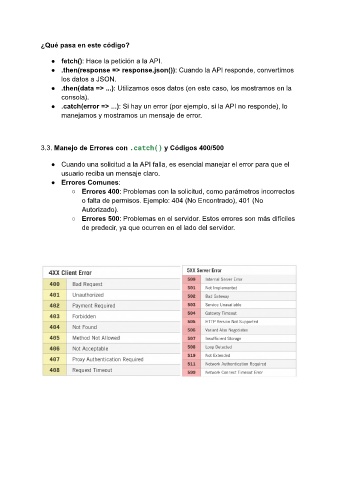 ¿Qué pasa en este código?
● fetch(): Hace la petición a la API.
● .then(response => response.json()): Cuando la API responde, convertimos
los datos a JSON.
● .then(data => ...): Utilizamos esos datos (en este caso, los mostramos en la
consola).
● .catch(error => ...): Si hay un error (por ejemplo, si la API no responde), lo
manejamos y mostramos un mensaje de error.
3.3. Manejo de Errores con .catch() y Códigos 400/500
● Cuando una solicitud a la API falla, es esencial manejar el error para que el
usuario reciba un mensaje claro.
● Errores Comunes:
○ Errores 400: Problemas con la solicitud, como parámetros incorrectos
o falta de permisos. Ejemplo: 404 (No Encontrado), 401 (No
Autorizado).
○ Errores 500: Problemas en el servidor. Estos errores son más difíciles
de predecir, ya que ocurren en el lado del servidor.
4XX Client Error
400 Bad Request
401 Unauthorized
402 Payment Required
403 Forbidden
404 Not Found
405 Method Not Allowed
406 Not Acceptable
407 Proxy Authentication Required
408 Request Timeout
5XX Server Error
500 Internal Server Error
501 Not Implemented
502 Bad Gateway
503 Service Unavailable
504 Gateway Timeout
505 HTTP Version Not Supported
506 Variant Also Negotiates
507 Insufficient Storage
508 Loop Detected
510 Not Extended
511 Network Authentication Required
599 Network Connect Timeout Error